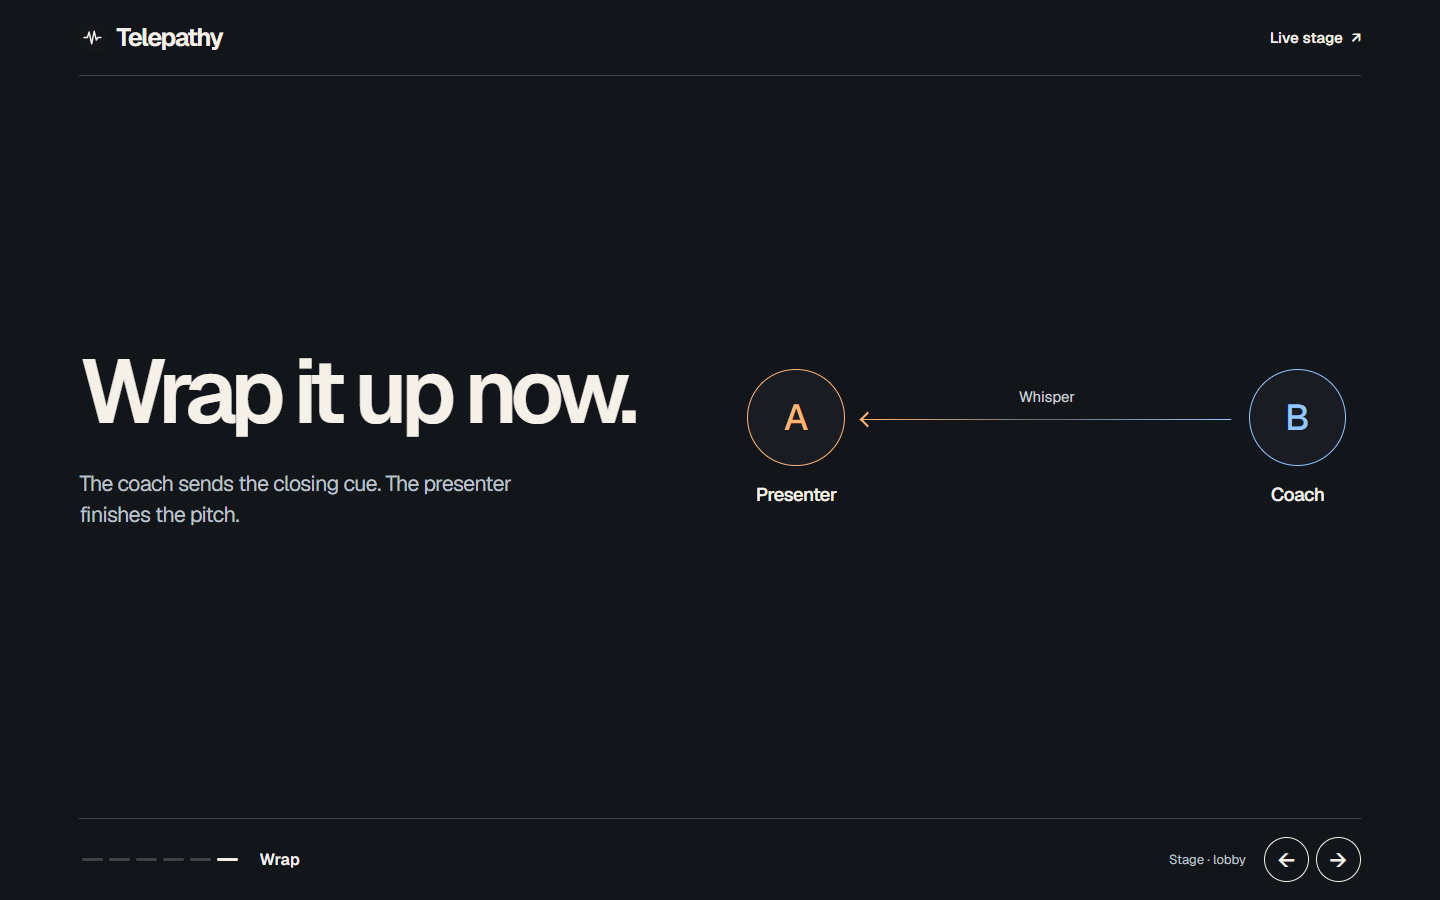 Telepathy
Live stage ↗
Wrap it up now.
The coach sends the closing cue. The presenter
finishes the pitch.
Whisper
A
B
Presenter
Coach
Wrap
Stage · lobby